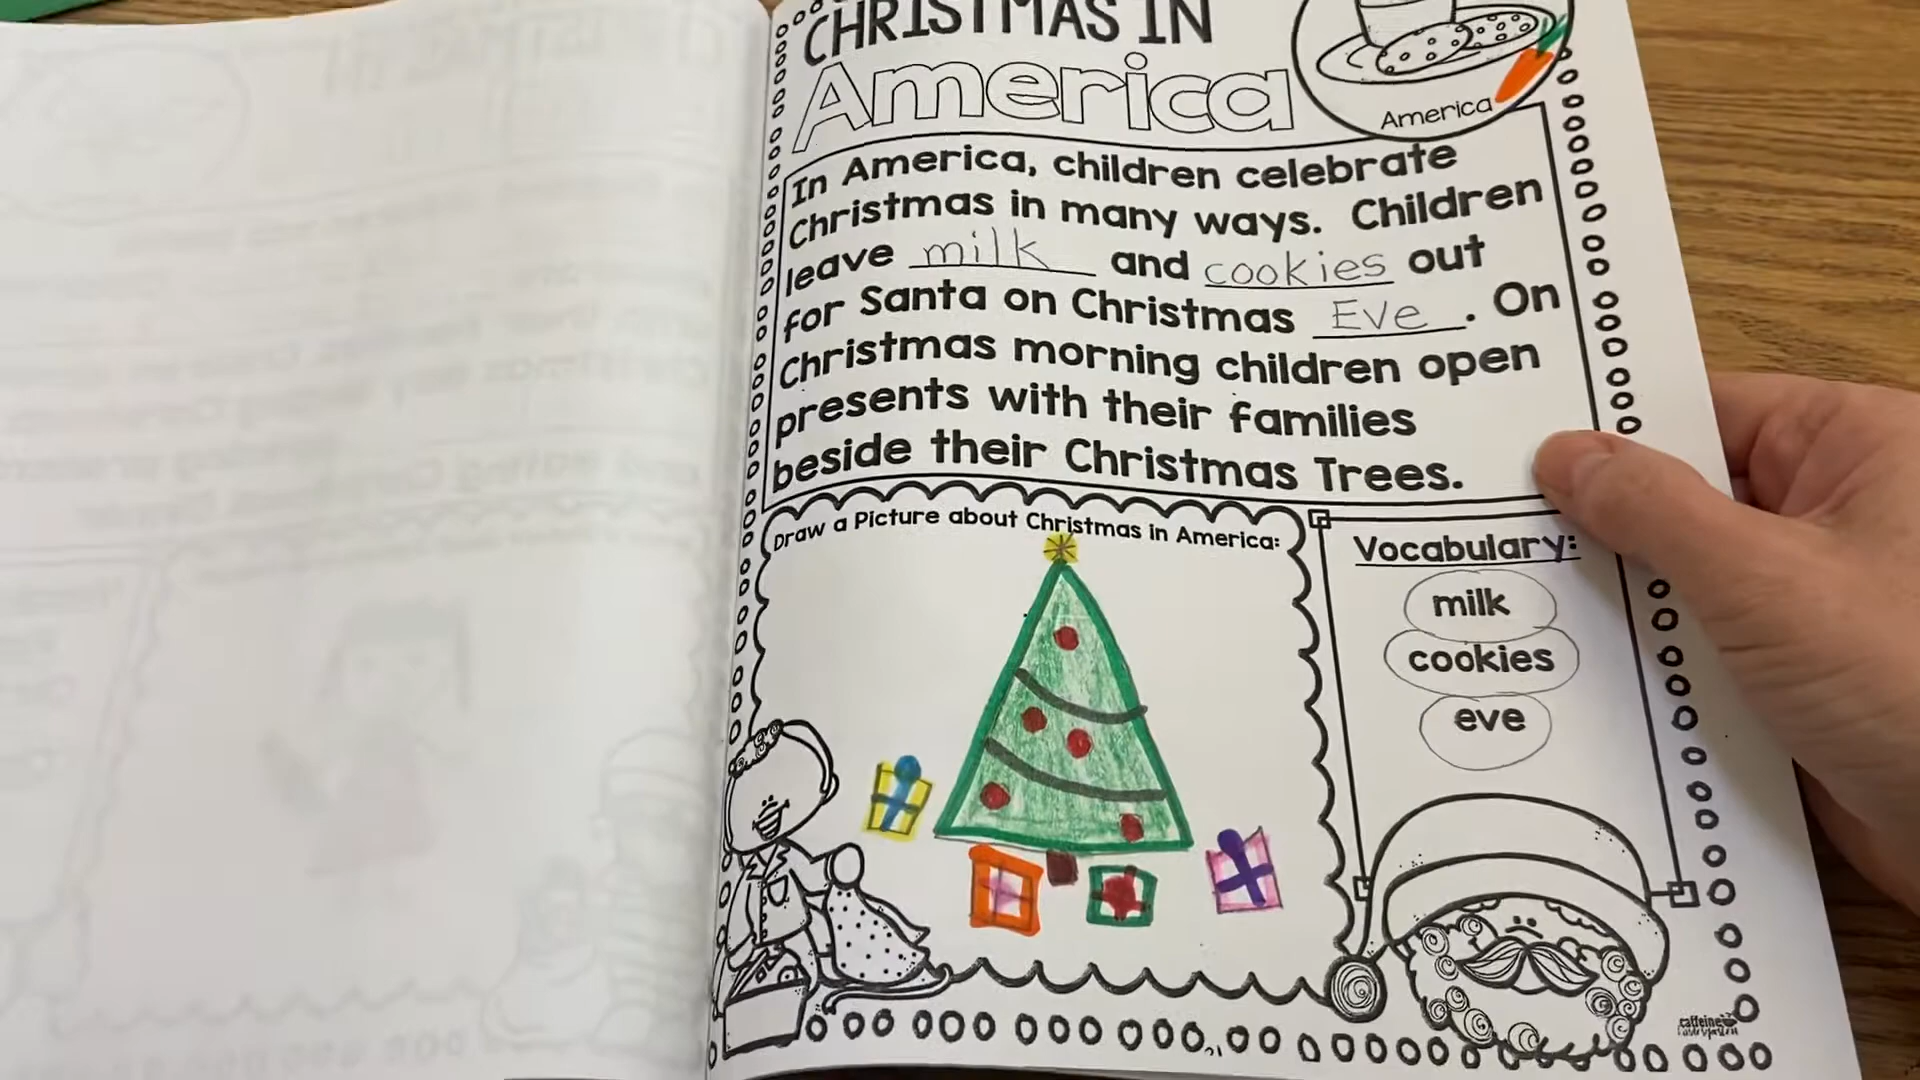 CHRISTMAS IN
America
America
In America, children celebrate
Christmas in many ways. Children
leave milk and cookies out
for Santa on Christmas Eve. On
Christmas morning children open
presents with their families
beside their Christmas Trees.
Draw a Picture about Christmas in America:
Vocabulary:
milk
cookies
eve
caffeine